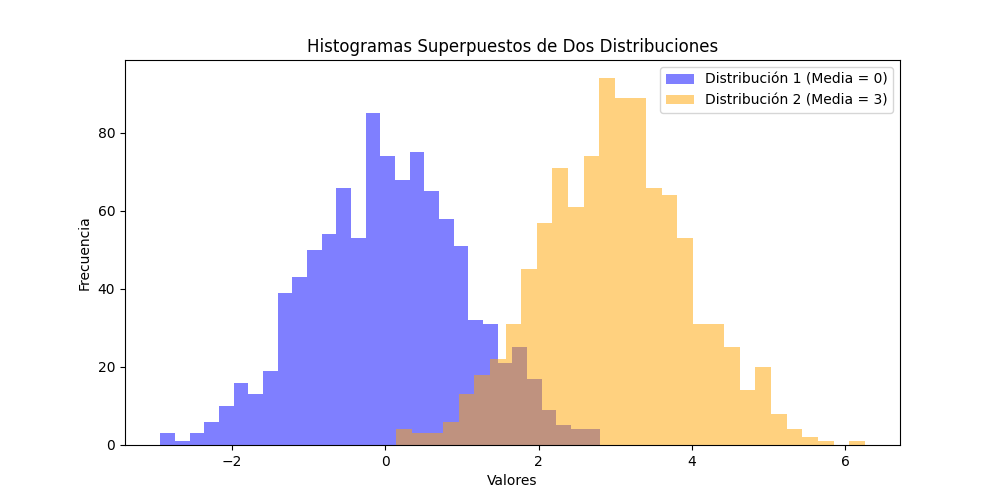 Histogramas Superpuestos de Dos Distribuciones
Distribución 1 (Media = 0)
Distribución 2 (Media = 3)
Frecuencia
80
60
40
20
0
−2
0
2
4
6
Valores